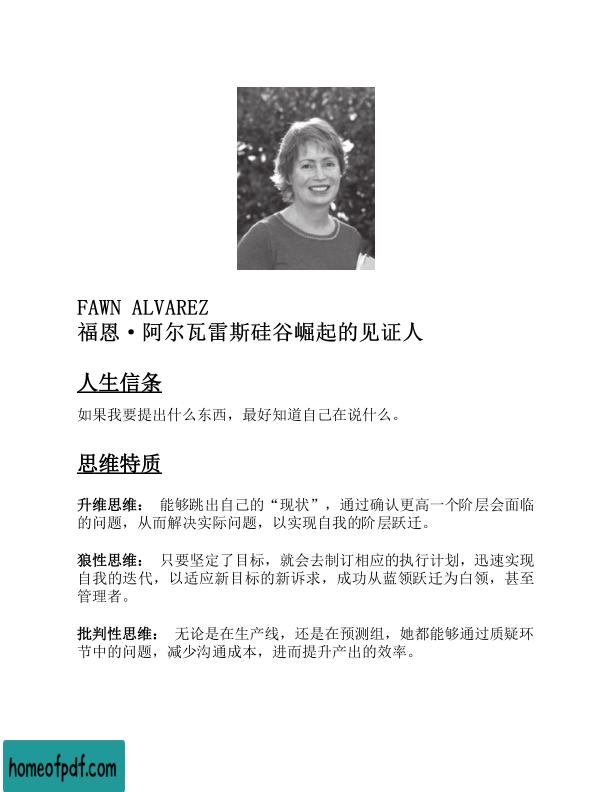 FAWN ALVAREZ
福恩·阿尔瓦雷斯硅谷崛起的见证人
人生信条
如果我要提出什么东西，最好知道自己在说什么。
思维特质
升维思维： 能够跳出自己的“现状”，通过确认更高一个阶层会面临
的问题，从而解决实际问题，以实现自我的阶层跃迁。
狼性思维： 只要坚定了目标，就会去制订相应的执行计划，迅速实现
自我的迭代，以适应新目标的新诉求，成功从蓝领跃迁为白领，甚至
管理者。
批判性思维： 无论是在生产线，还是在预测组，她都能够通过质疑环
节中的问题，减少沟通成本，进而提升产出的效率。
homeofpdf.com